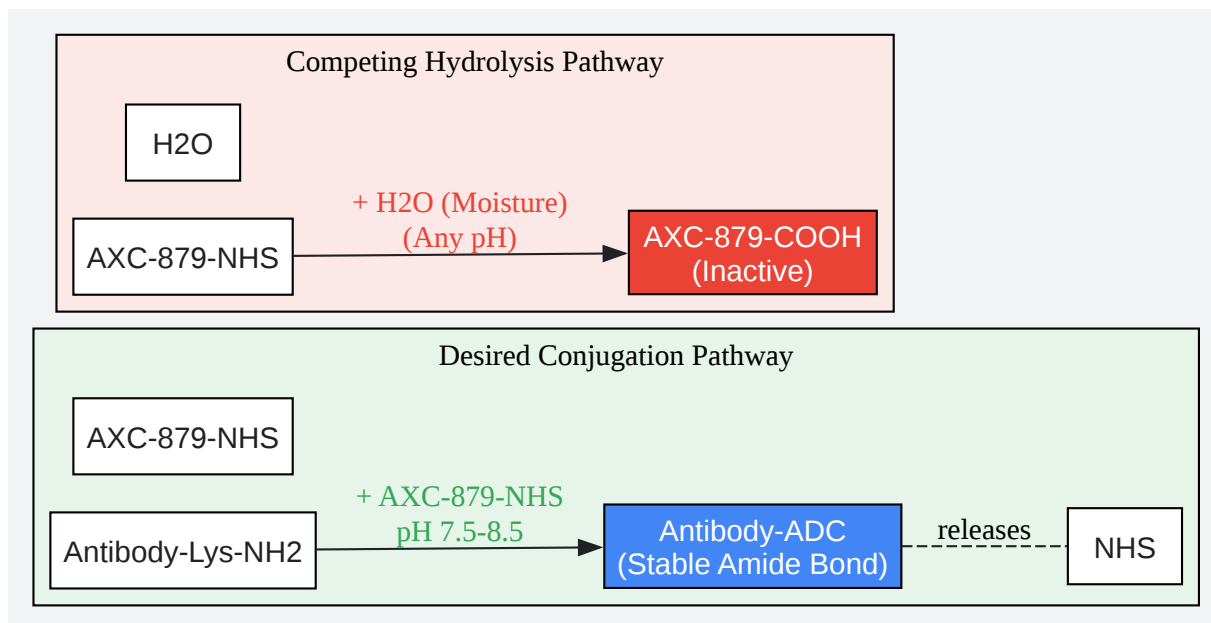 Competing Hydrolysis Pathway
H2O
+ H2O (Moisture)
(Any pH)
AXC-879-NHS
AXC-879-COOH
(Inactive)
Desired Conjugation Pathway
AXC-879-NHS
+ AXC-879-NHS
pH 7.5-8.5
Antibody-Lys-NH2
Antibody-ADC
(Stable Amide Bond)
releases
NHS